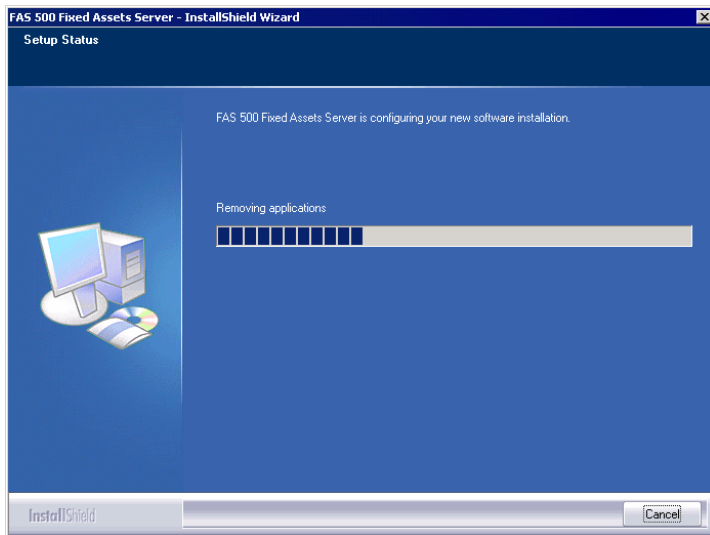 FAS 500 Fixed Assets Server - InstallShield Wizard
Setup Status
FAS 500 Fixed Assets Server is configuring your new software installation.
Removing applications
InstallShield
Cancel